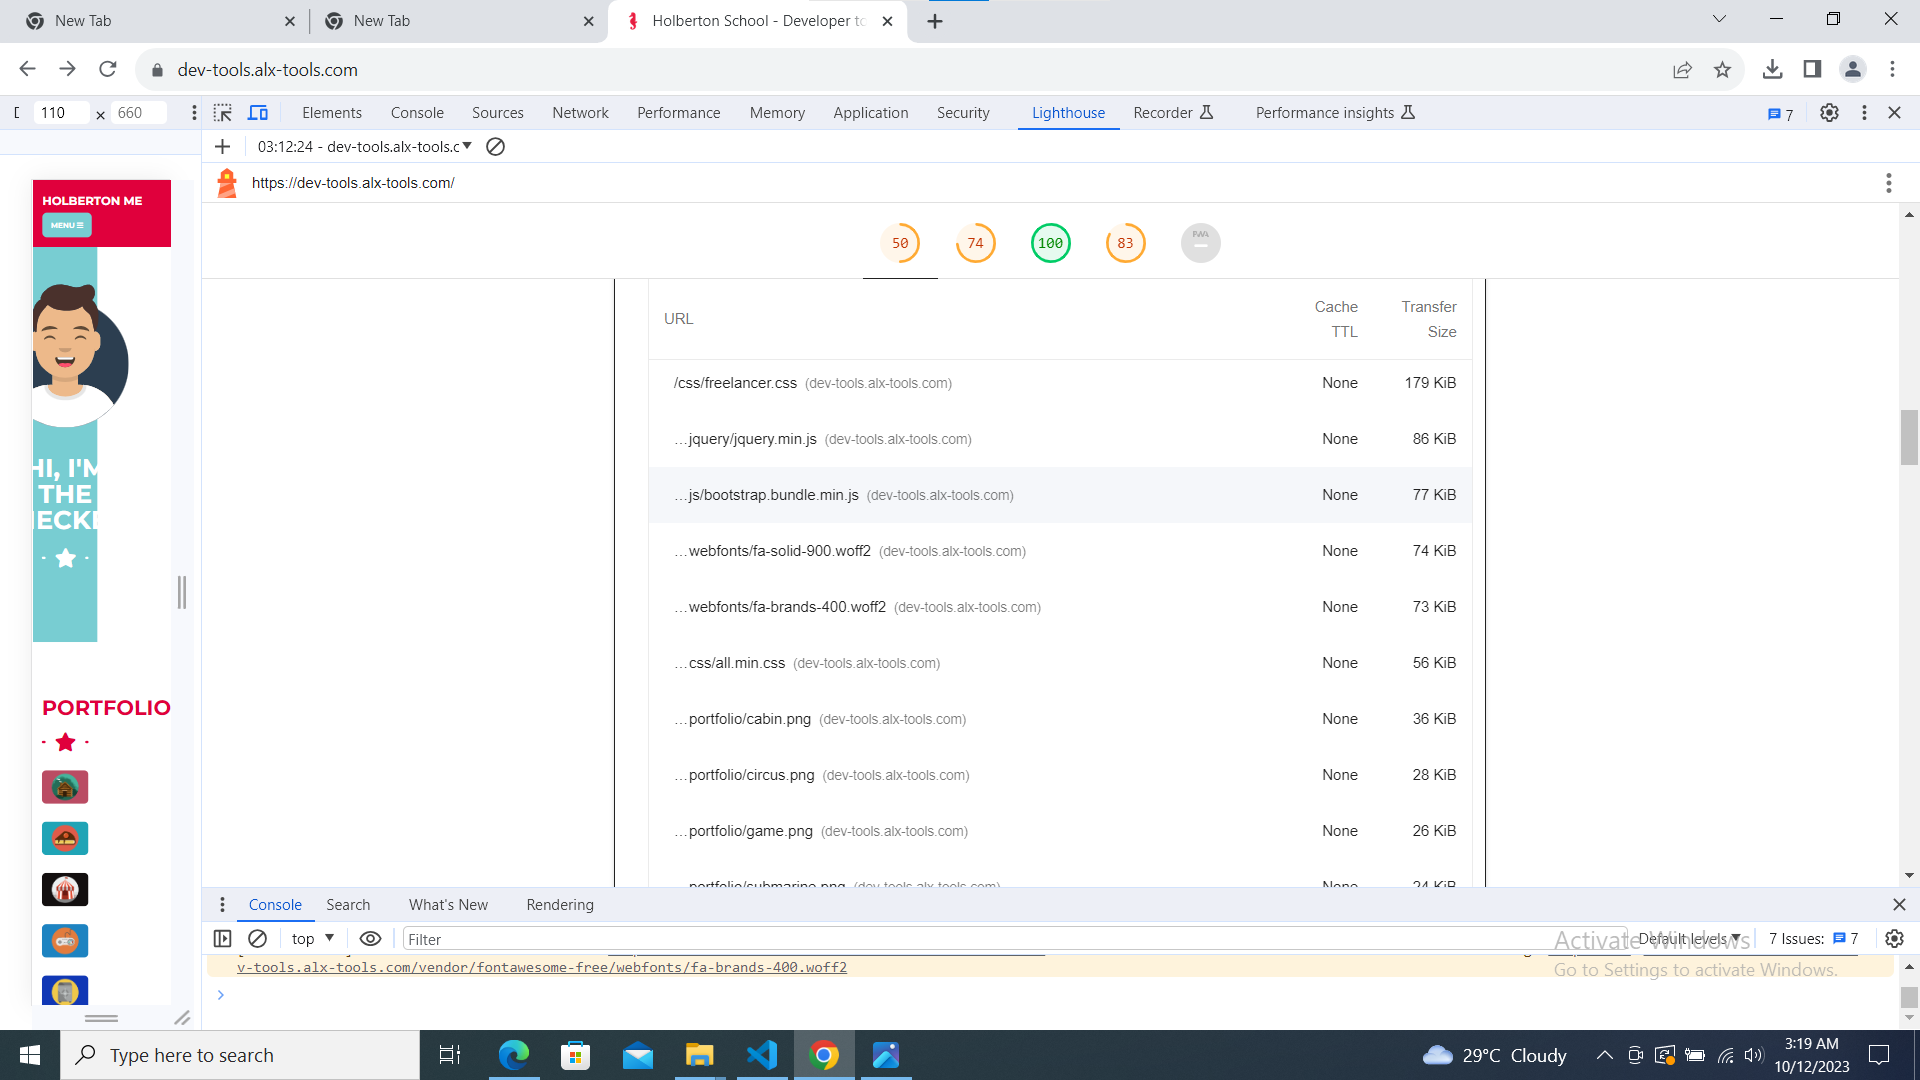 New Tab
New Tab
Holberton School - Developer to
dev-tools.alx-tools.com
110 × 660
Elements Console Sources Network Performance Memory Application Security Lighthouse Recorder Performance insights 7
03:12:24 - dev-tools.alx-tools.c
https://dev-tools.alx-tools.com/
HOLBERTON ME
MENU
HI, I'M
THE
PORTFOLIO
50 74 100 83 PWA
URL Cache TTL Transfer Size
/css/freelancer.css (dev-tools.alx-tools.com) None 179 KiB
…jquery/jquery.min.js (dev-tools.alx-tools.com) None 86 KiB
…js/bootstrap.bundle.min.js (dev-tools.alx-tools.com) None 77 KiB
…webfonts/fa-solid-900.woff2 (dev-tools.alx-tools.com) None 74 KiB
…webfonts/fa-brands-400.woff2 (dev-tools.alx-tools.com) None 73 KiB
…css/all.min.css (dev-tools.alx-tools.com) None 56 KiB
…portfolio/cabin.png (dev-tools.alx-tools.com) None 36 KiB
…portfolio/circus.png (dev-tools.alx-tools.com) None 28 KiB
…portfolio/game.png (dev-tools.alx-tools.com) None 26 KiB
…portfolio/submarine.png (dev-tools.alx-tools.com) None 24 KiB
Console Search What's New Rendering
top Filter Default levels 7 Issues: 7
v-tools.alx-tools.com/vendor/fontawesome-free/webfonts/fa-brands-400.woff2
Activate Windows
Go to Settings to activate Windows.
Type here to search
29°C Cloudy
3:19 AM
10/12/2023